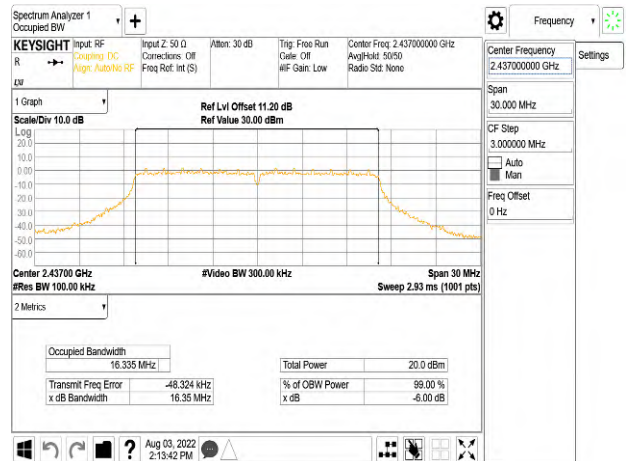 Spectrum Analyzer 1
Occupied BW
Frequency
KEYSIGHT
R
Input: RF
Coupling: DC
Align: Auto/No RF
Input Z: 50 Ω
Corrections: Off
Freq Ref: Int (S)
Atten: 30 dB
Trig: Free Run
Gate: Off
#IF Gain: Low
Center Freq: 2.437000000 GHz
Avg|Hold: 50/50
Radio Std: None
Center Frequency
2.437000000 GHz
Settings
Span
30.000 MHz
CF Step
3.000000 MHz
Auto
Man
Freq Offset
0 Hz
1 Graph
Scale/Div 10.0 dB
Ref Lvl Offset 11.20 dB
Ref Value 30.00 dBm
Log
20.0
10.0
0.00
-10.0
-20.0
-30.0
-40.0
-50.0
-60.0
Center 2.43700 GHz
#Res BW 100.00 kHz
#Video BW 300.00 kHz
Span 30 MHz
Sweep 2.93 ms (1001 pts)
2 Metrics
Occupied Bandwidth
16.335 MHz
Total Power 20.0 dBm
Transmit Freq Error -48.324 kHz
% of OBW Power 99.00 %
x dB Bandwidth 16.35 MHz
x dB -6.00 dB
?
Aug 03, 2022
2:13:42 PM